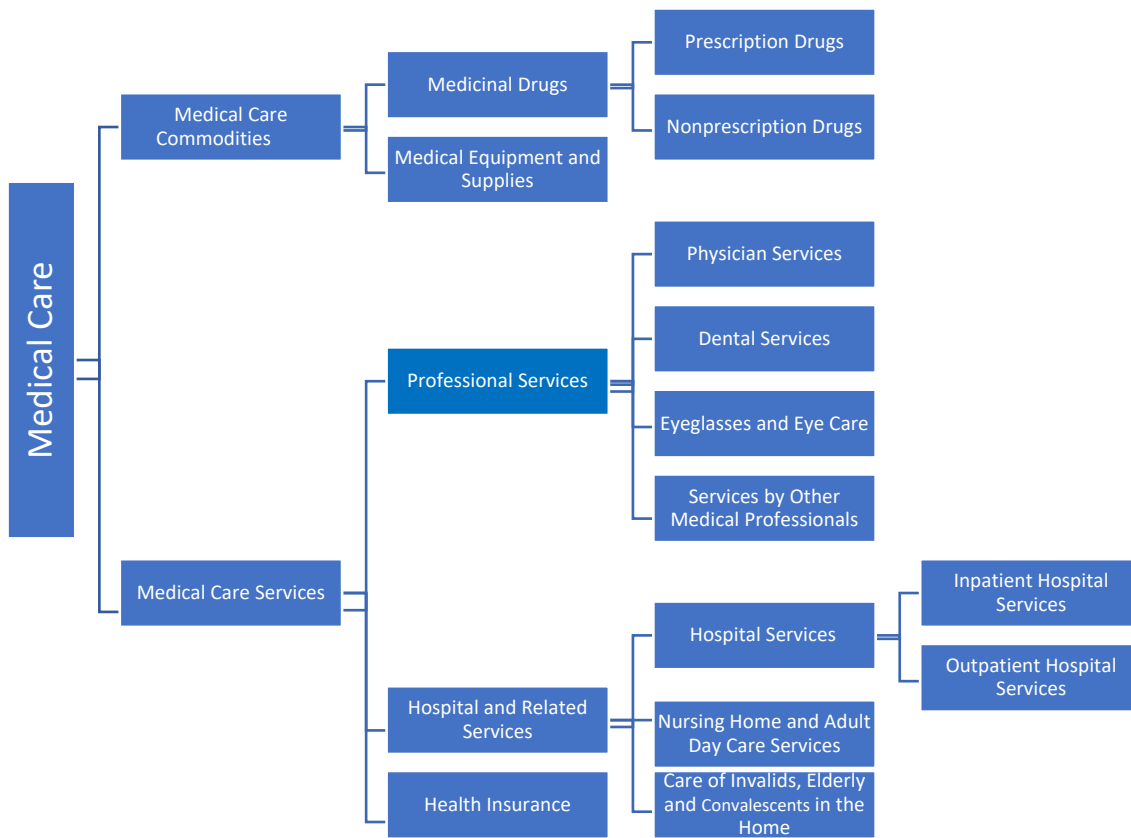 Medical Care
Medical Care
Commodities
Medicinal Drugs
Prescription Drugs
Nonprescription Drugs
Medical Equipment and
Supplies
Medical Care Services
Professional Services
Physician Services
Dental Services
Eyeglasses and Eye Care
Services by Other
Medical Professionals
Hospital and Related
Services
Hospital Services
Inpatient Hospital
Services
Outpatient Hospital
Services
Nursing Home and Adult
Day Care Services
Care of Invalids, Elderly
and Convalescents in the
Home
Health Insurance